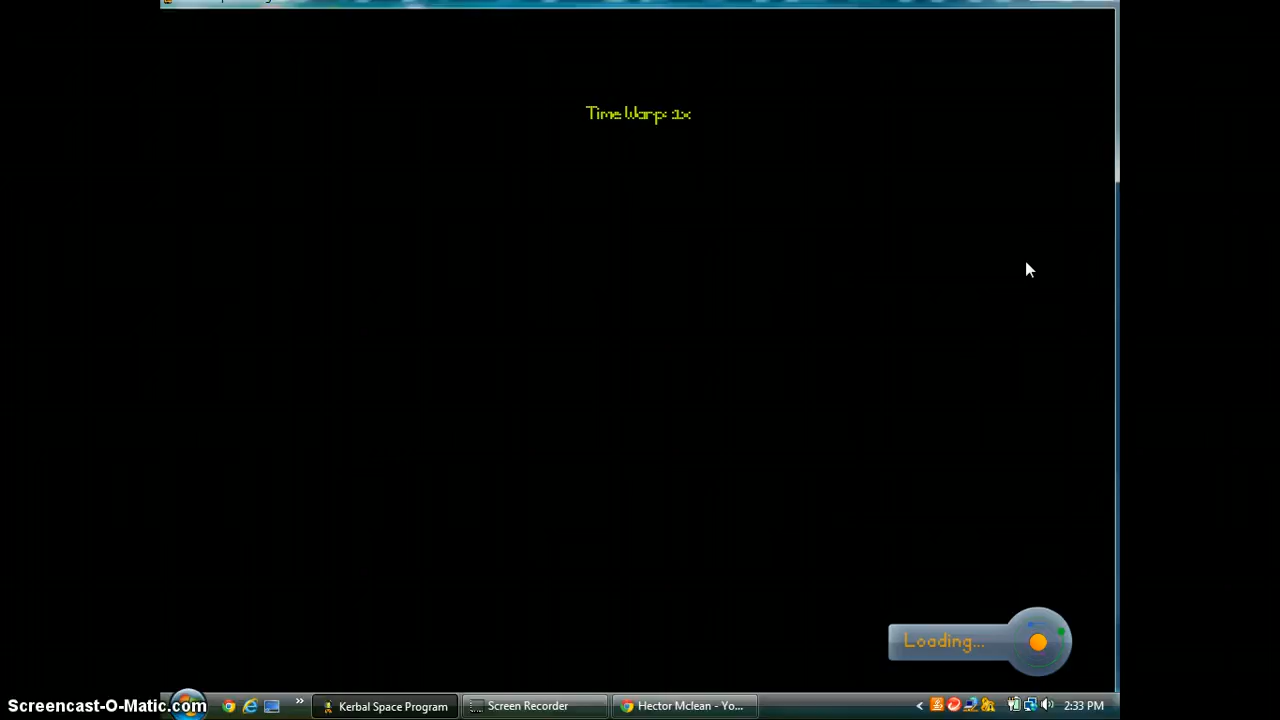 Time Warp: 1x
Loading...
Screencast-O-Matic.com
Kerbal Space Program
Screen Recorder
Hector Mclean - Yo...
2:33 PM